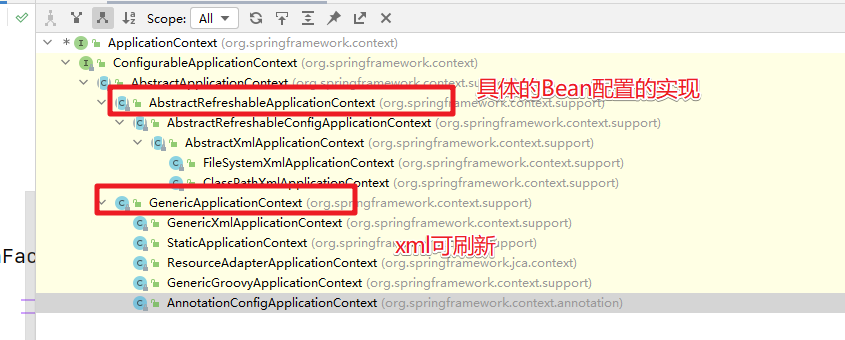 Scope: All
* ApplicationContext (org.springframework.context)
ConfigurableApplicationContext (org.springframework.context)
AbstractApplicationContext (org.springframework.context.support)
具体的Bean配置的实现
AbstractRefreshableApplicationContext (org.springframework.context.support)
AbstractRefreshableConfigApplicationContext (org.springframework.context.support)
AbstractXmlApplicationContext (org.springframework.context.support)
FileSystemXmlApplicationContext (org.springframework.context.support)
ClassPathXmlApplicationContext (org.springframework.context.support)
GenericApplicationContext (org.springframework.context.support)
GenericXmlApplicationContext (org.springframework.context.support)
StaticApplicationContext (org.springframework.context.support)
xml可刷新
ResourceAdapterApplicationContext (org.springframework.jca.context)
GenericGroovyApplicationContext (org.springframework.context.support)
AnnotationConfigApplicationContext (org.springframework.context.annotation)